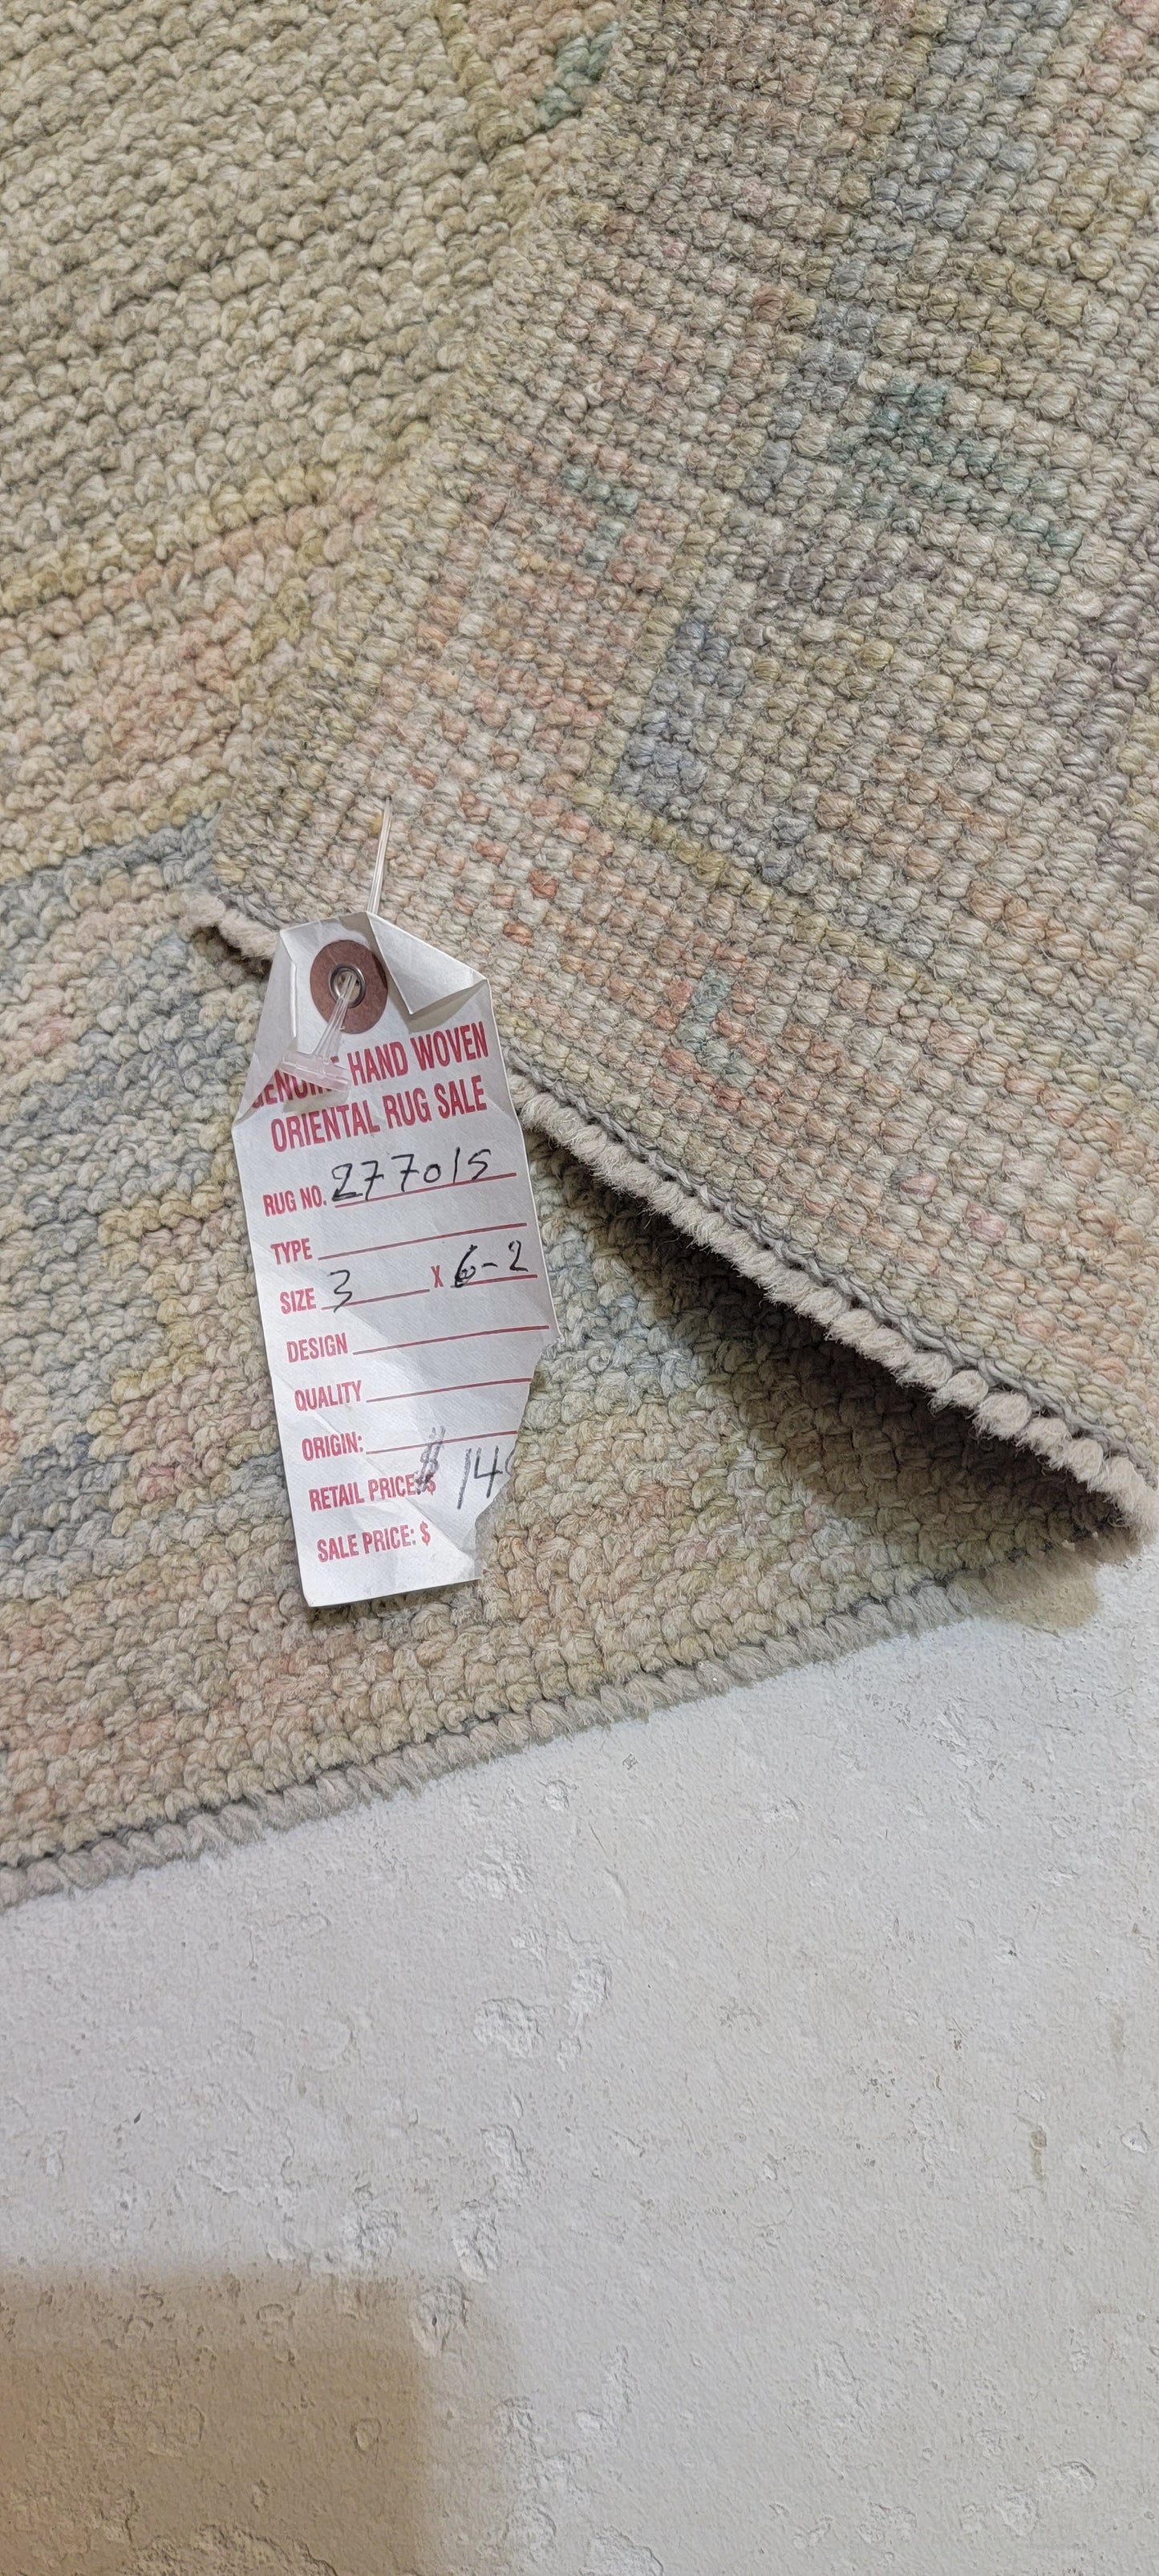 GENUINE HAND WOVEN
ORIENTAL RUG SALE
RUG NO. 277015
TYPE
SIZE 3 X 6-2
DESIGN
QUALITY
ORIGIN:
RETAIL PRICE: $ 14
SALE PRICE: $